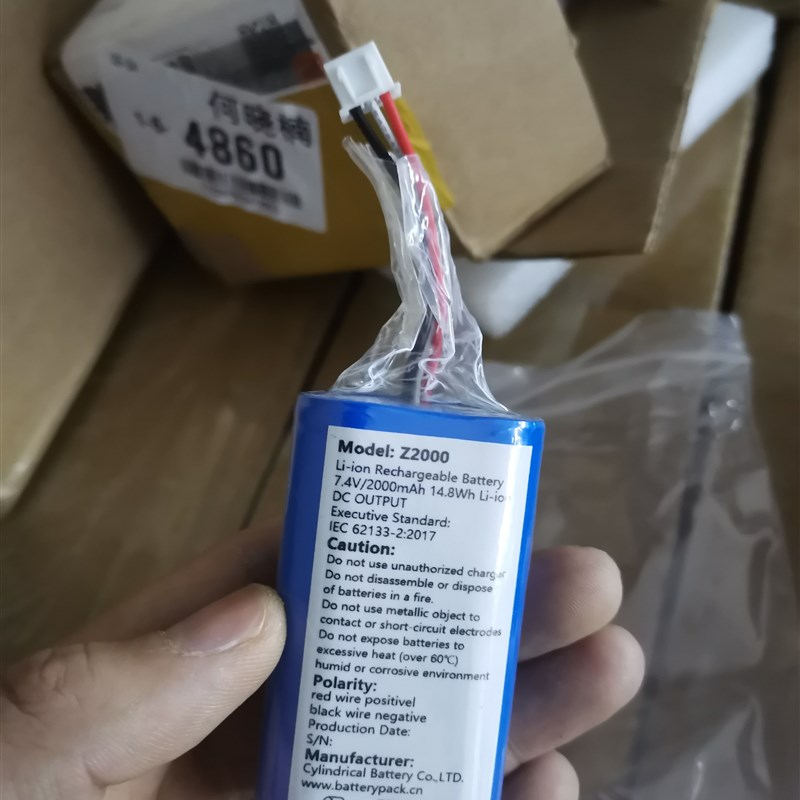 何晓楠
4860
Model: Z2000
Li-ion Rechargeable Battery
7.4V/2000mAh 14.8Wh Li-ion
DC OUTPUT
Executive Standard:
IEC 62133-2:2017
Caution:
Do not use unauthorized charger
Do not disassemble or dispose
of batteries in a fire.
Do not use metallic object to
contact or short-circuit electrodes
Do not expose batteries to
excessive heat (over 60℃)
humid or corrosive environment
Polarity:
red wire positivel
black wire negative
Production Date:
S/N:
Manufacturer:
Cylindrical Battery Co.,LTD.
www.batterypack.cn